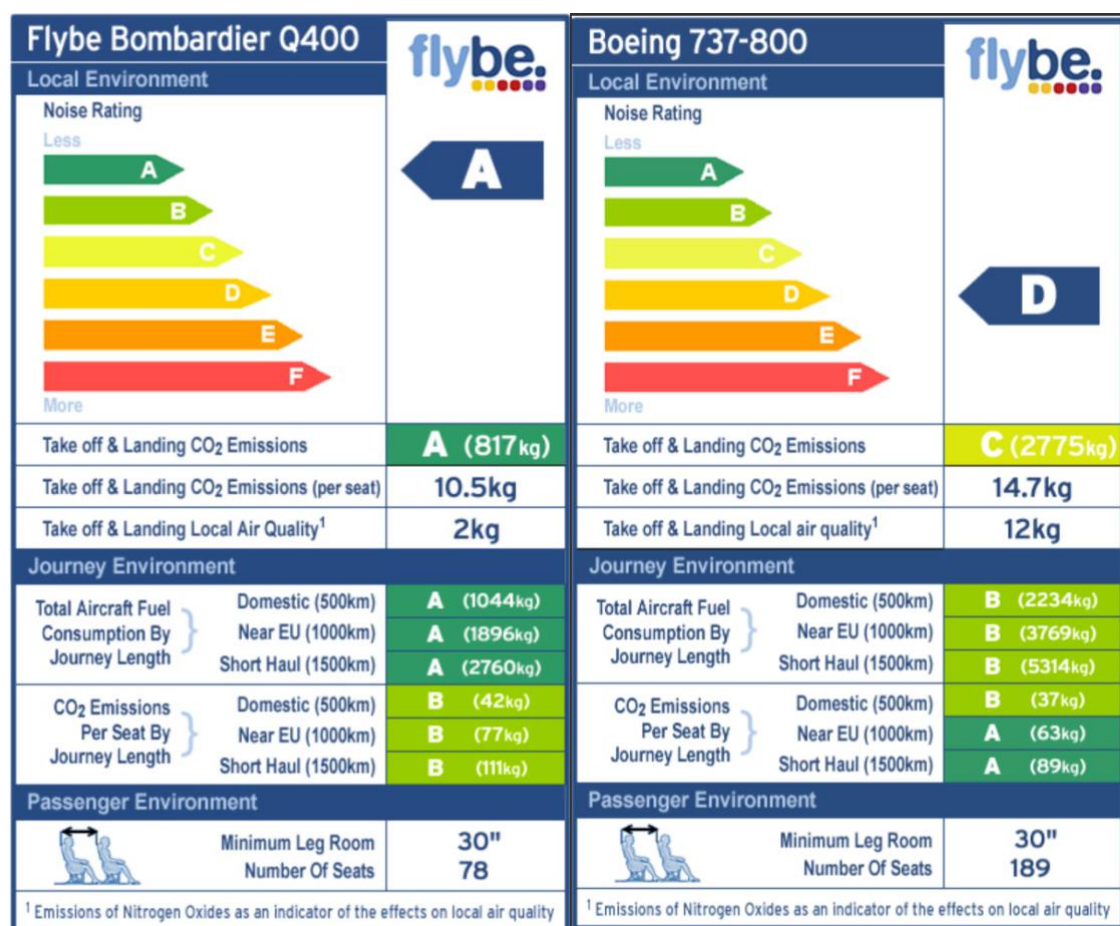 Flybe Bombardier Q400
flybe.
Local Environment
Noise Rating
Less
A
B
C
D
E
F
More
A
Take off & Landing CO2 Emissions A (817kg)
Take off & Landing CO2 Emissions (per seat) 10.5kg
Take off & Landing Local Air Quality1 2kg
Journey Environment
Total Aircraft Fuel Consumption By Journey Length
Domestic (500km) A (1044kg)
Near EU (1000km) A (1896kg)
Short Haul (1500km) A (2760kg)
CO2 Emissions Per Seat By Journey Length
Domestic (500km) B (42kg)
Near EU (1000km) B (77kg)
Short Haul (1500km) B (111kg)
Passenger Environment
Minimum Leg Room 30"
Number Of Seats 78
1 Emissions of Nitrogen Oxides as an indicator of the effects on local air quality
Boeing 737-800
flybe.
Local Environment
Noise Rating
Less
A
B
C
D
E
F
More
D
Take off & Landing CO2 Emissions C (2775kg)
Take off & Landing CO2 Emissions (per seat) 14.7kg
Take off & Landing Local air quality1 12kg
Journey Environment
Total Aircraft Fuel Consumption By Journey Length
Domestic (500km) B (2234kg)
Near EU (1000km) B (3769kg)
Short Haul (1500km) B (5314kg)
CO2 Emissions Per Seat By Journey Length
Domestic (500km) B (37kg)
Near EU (1000km) A (63kg)
Short Haul (1500km) A (89kg)
Passenger Environment
Minimum Leg Room 30"
Number Of Seats 189
1 Emissions of Nitrogen Oxides as an indicator of the effects on local air quality